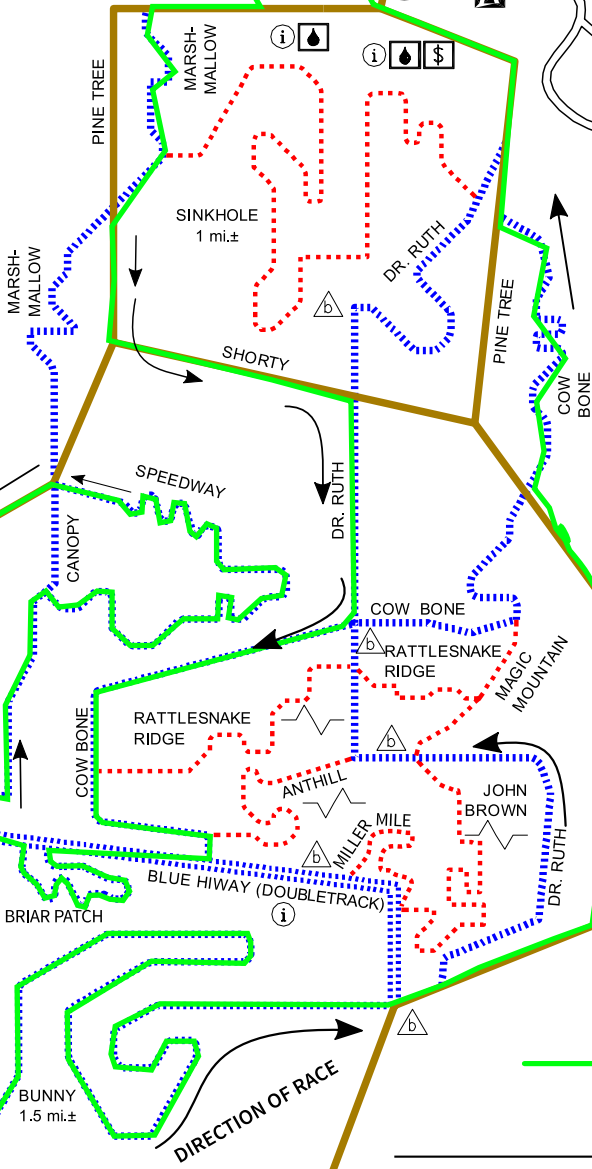 MARSH-
MALLOW
i
i
$
PINE TREE
SINKHOLE
1 mi.±
DR. RUTH
MARSH-
MALLOW
b
PINE TREE
SHORTY
COW
BONE
SPEEDWAY
DR. RUTH
CANOPY
COW BONE
b
RATTLESNAKE
RIDGE
MAGIC
MOUNTAIN
RATTLESNAKE
RIDGE
COW BONE
b
ANTHILL
JOHN
BROWN
MILLER MILE
b
DR. RUTH
BLUE HIWAY (DOUBLETRACK)
i
BRIAR PATCH
b
BUNNY
1.5 mi.±
DIRECTION OF RACE